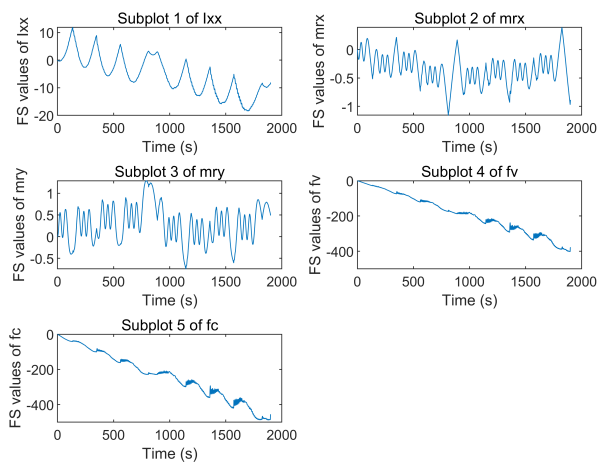 Subplot 1 of Ixx
FS values of Ixx
10
0
-10
-20
0 500 1000 1500 2000
Time (s)
Subplot 2 of mrx
FS values of mrx
0
-0.5
-1
0 500 1000 1500 2000
Time (s)
Subplot 3 of mry
FS values of mry
1
0.5
0
-0.5
0 500 1000 1500 2000
Time (s)
Subplot 4 of fv
FS values of fv
0
-200
-400
0 500 1000 1500 2000
Time (s)
Subplot 5 of fc
FS values of fc
0
-200
-400
0 500 1000 1500 2000
Time (s)